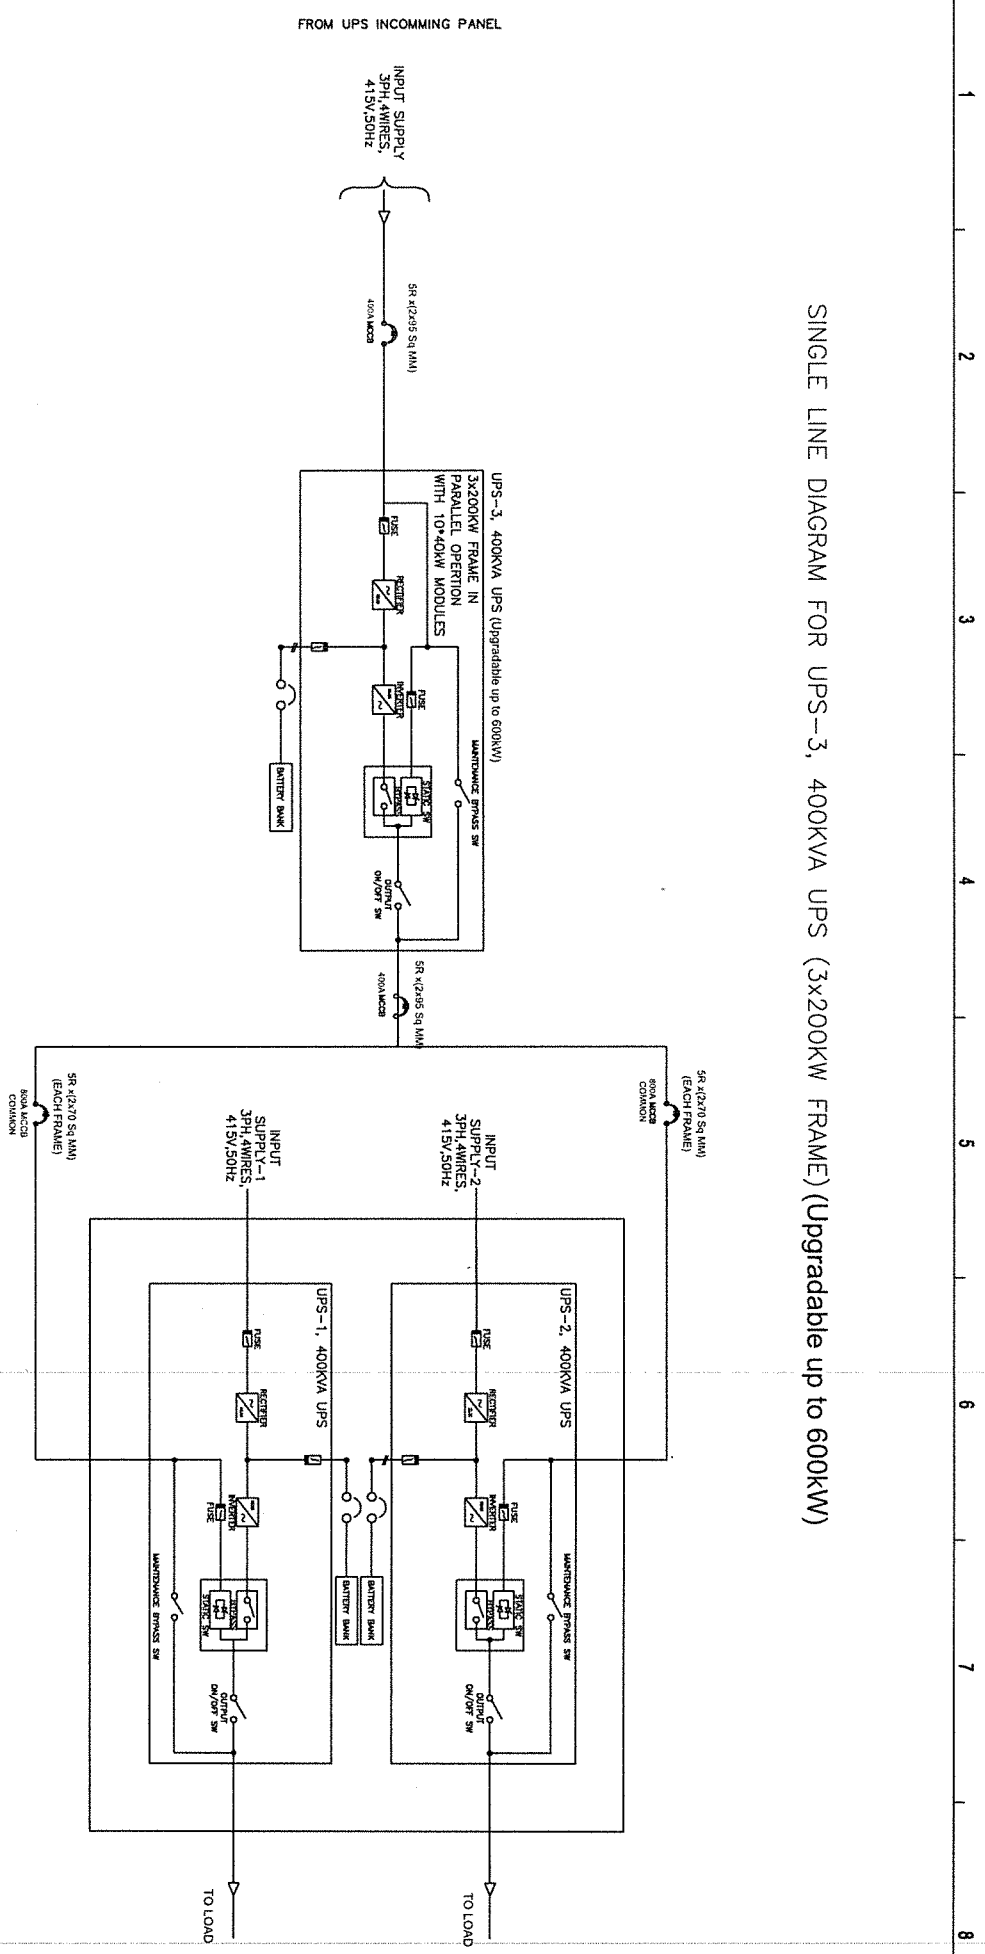 SINGLE LINE DIAGRAM FOR UPS-3, 400KVA UPS (3x200KW FRAME) (Upgradable up to 600kW)
1
2
3
4
5
6
7
8
FROM UPS INCOMMING PANEL
INPUT SUPPLY
3PH,4WIRES,
415V,50Hz
5R x(2x95 Sq MM)
400A MCCB
UPS-3, 400KVA UPS (Upgradable up to 600kW)
3x200KW FRAME IN
PARALLEL OPERTION
WITH 10*40kW MODULES
FUSE
RECTIFIER
INVERTER
FUSE
MAINTENANCE BYPASS SW
STATIC SW
BYPASS
OUTPUT
ON/OFF SW
BATTERY BANK
5R x(2x95 Sq MM)
400A MCCB
5R x(2x70 Sq MM)
(EACH FRAME)
800A MCCB
COMMON
INPUT
SUPPLY-2
3PH,4WIRES,
415V,50Hz
UPS-2, 400KVA UPS
FUSE
RECTIFIER
INVERTER
FUSE
MAINTENANCE BYPASS SW
STATIC SW
BYPASS
OUTPUT
ON/OFF SW
BATTERY BANK
TO LOAD
INPUT
SUPPLY-1
3PH,4WIRES,
415V,50Hz
UPS-1, 400KVA UPS
FUSE
RECTIFIER
INVERTER
FUSE
BATTERY BANK
BYPASS
STATIC SW
MAINTENANCE BYPASS SW
OUTPUT
ON/OFF SW
TO LOAD
5R x(2x70 Sq MM)
(EACH FRAME)
800A MCCB
COMMON